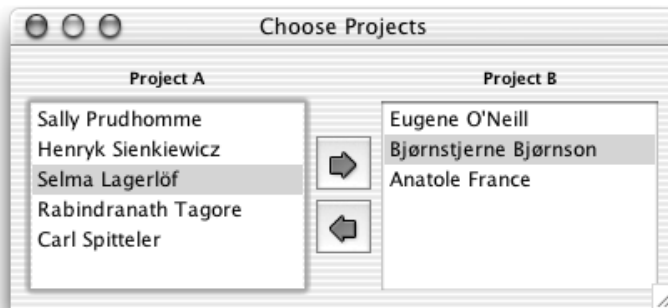 Choose Projects
Project A
Sally Prudhomme
Henryk Sienkiewicz
Selma Lagerlöf
Rabindranath Tagore
Carl Spitteler
Project B
Eugene O'Neill
Bjørnstjerne Bjørnson
Anatole France